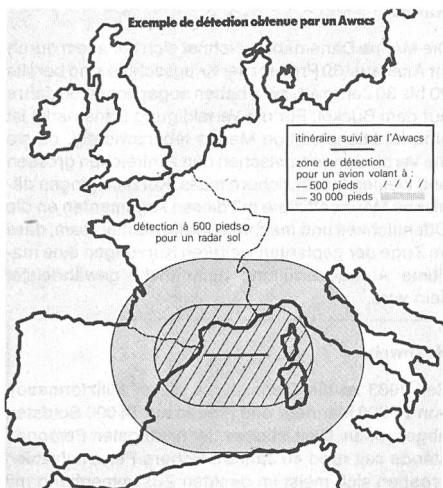 Exemple de détection obtenue par un Awacs
itinéraire suivi par l'Awacs
zone de détection
pour un avion volant à :
— 500 pieds
— 30 000 pieds
détection à 500 pieds
pour un radar sol